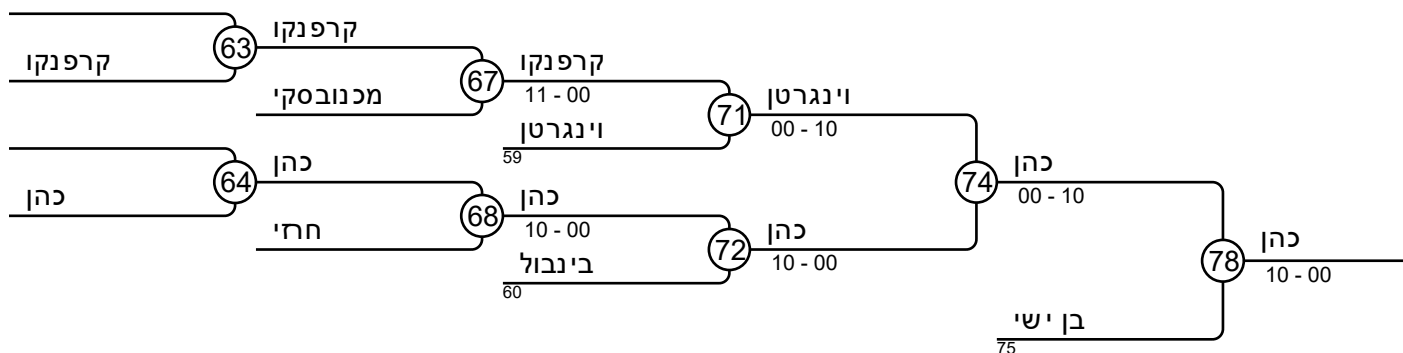 63
קרפנקו
קרפנקו
67
מכנובסקי
קרפנקו
11 - 00
71
וינגרטן
59
וינגרטן
00 - 10
64
כהן
כהן
68
חרזי
כהן
10 - 00
72
בינבול
60
כהן
10 - 00
74
כהן
00 - 10
78
בן ישי
75
כהן
10 - 00